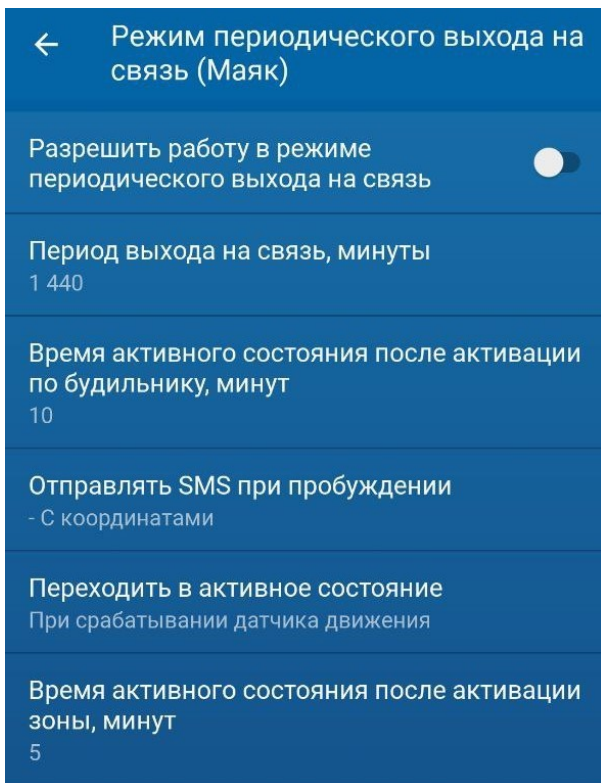 Режим периодического выхода на
связь (Маяк)
Разрешить работу в режиме
периодического выхода на связь
Период выхода на связь, минуты
1 440
Время активного состояния после активации
по будильнику, минут
10
Отправлять SMS при пробуждении
- С координатами
Переходить в активное состояние
При срабатывании датчика движения
Время активного состояния после активации
зоны, минут
5